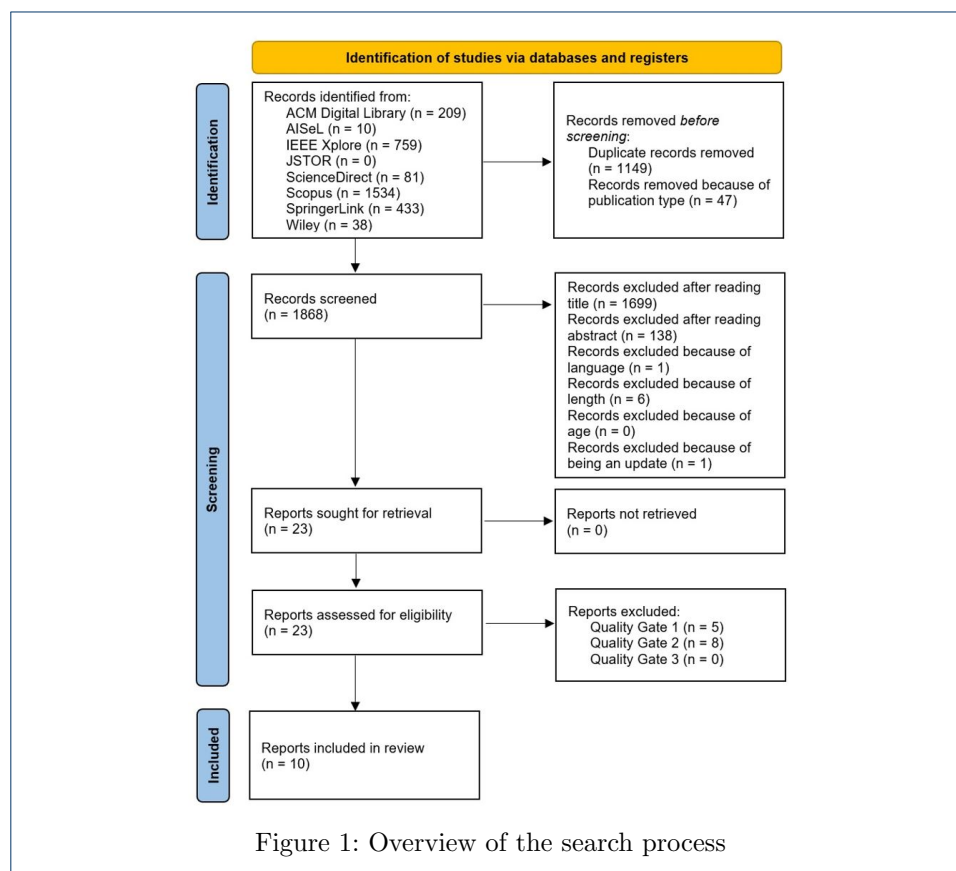 Identification of studies via databases and registers
Identification
Records identified from:
ACM Digital Library (n = 209)
AISeL (n = 10)
IEEE Xplore (n = 759)
JSTOR (n = 0)
ScienceDirect (n = 81)
Scopus (n = 1534)
SpringerLink (n = 433)
Wiley (n = 38)
Records removed before
screening:
Duplicate records removed
(n = 1149)
Records removed because of
publication type (n = 47)
Screening
Records screened
(n = 1868)
Records excluded after reading
title (n = 1699)
Records excluded after reading
abstract (n = 138)
Records excluded because of
language (n = 1)
Records excluded because of
length (n = 6)
Records excluded because of
age (n = 0)
Records excluded because of
being an update (n = 1)
Reports sought for retrieval
(n = 23)
Reports not retrieved
(n = 0)
Reports assessed for eligibility
(n = 23)
Reports excluded:
Quality Gate 1 (n = 5)
Quality Gate 2 (n = 8)
Quality Gate 3 (n = 0)
Included
Reports included in review
(n = 10)
Figure 1: Overview of the search process